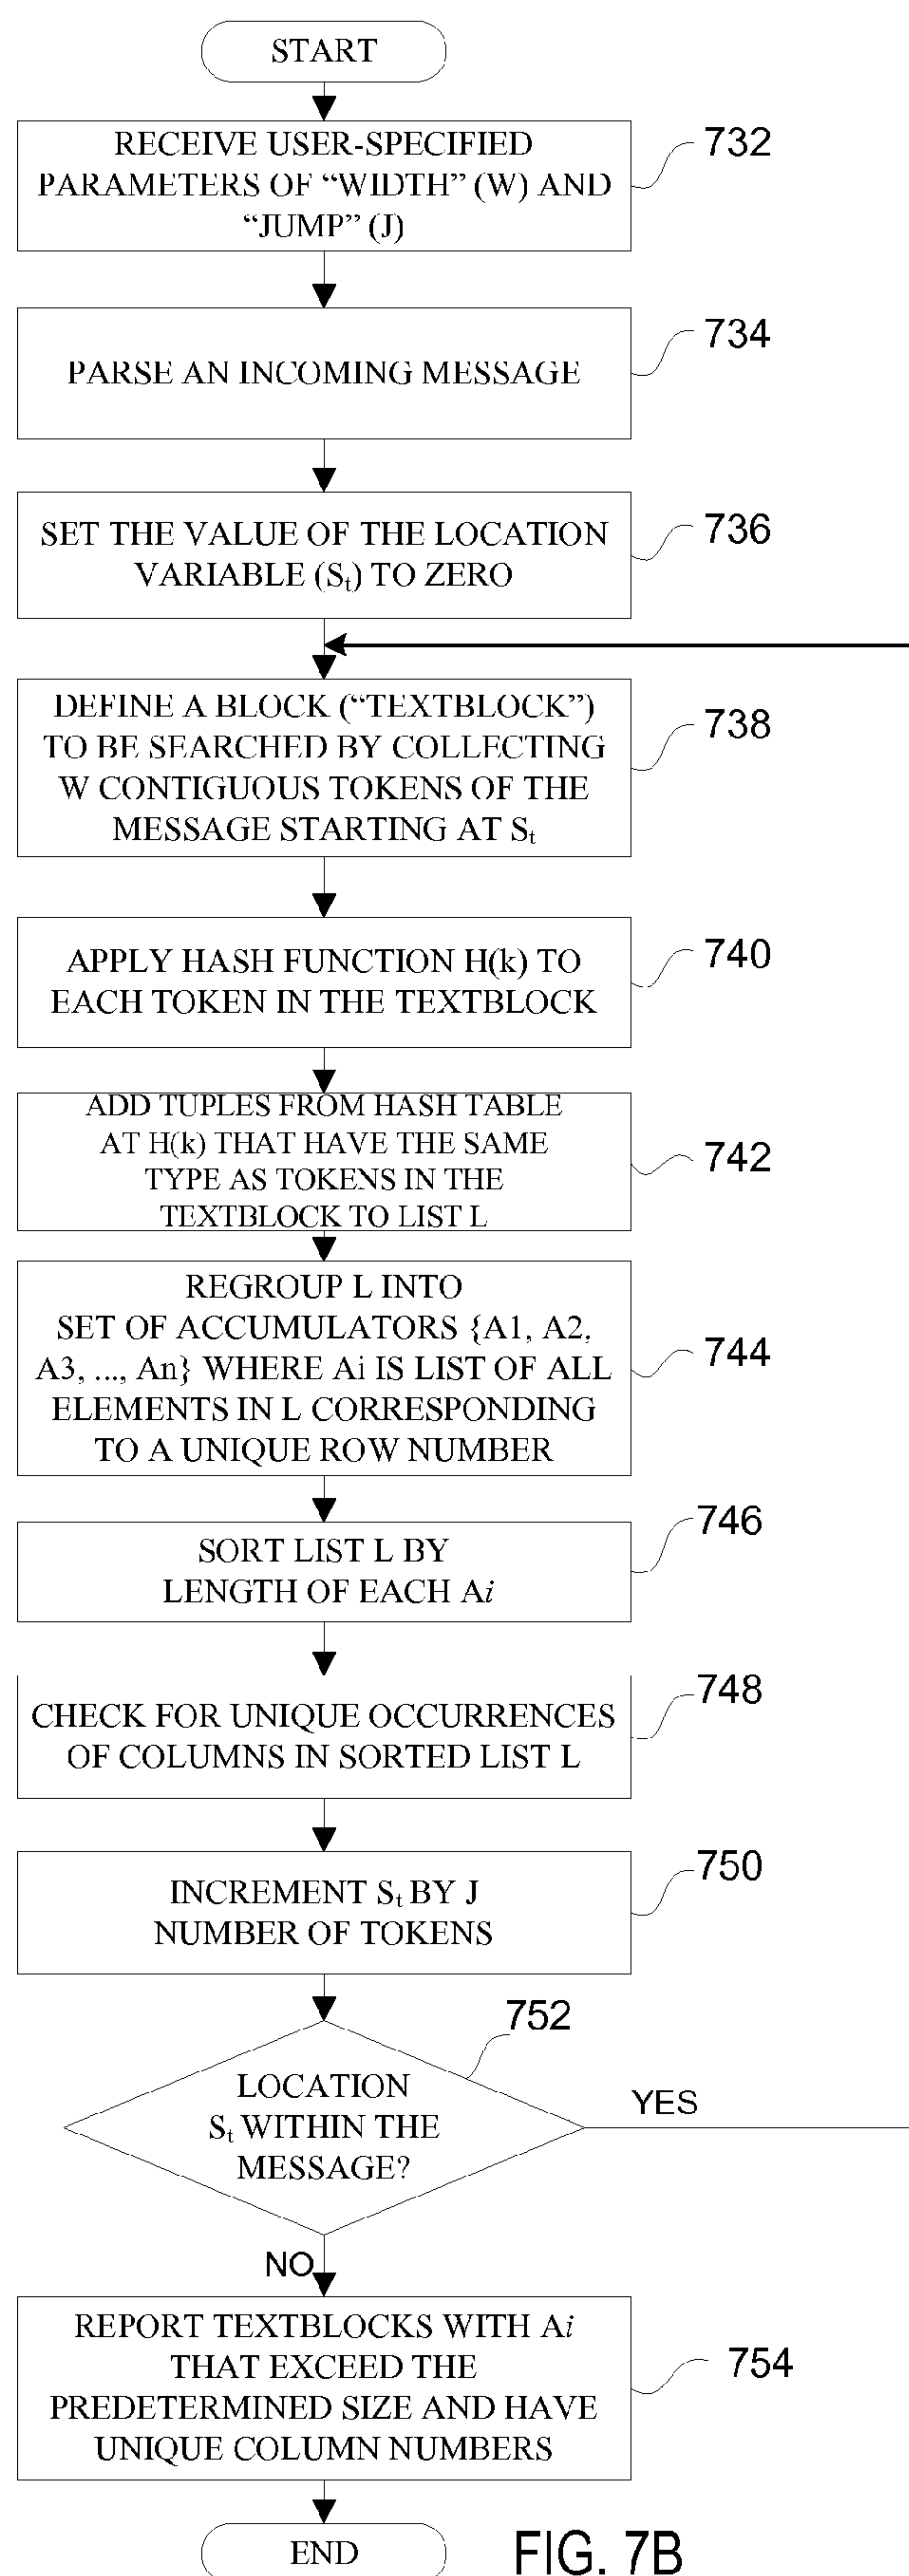 START
RECEIVE USER-SPECIFIED
PARAMETERS OF “WIDTH” (W) AND
“JUMP” (J)
732
PARSE AN INCOMING MESSAGE
734
SET THE VALUE OF THE LOCATION
VARIABLE (St) TO ZERO
736
DEFINE A BLOCK (“TEXTBLOCK”)
TO BE SEARCHED BY COLLECTING
W CONTIGUOUS TOKENS OF THE
MESSAGE STARTING AT St
738
APPLY HASH FUNCTION H(k) TO
EACH TOKEN IN THE TEXTBLOCK
740
ADD TUPLES FROM HASH TABLE
AT H(k) THAT HAVE THE SAME
TYPE AS TOKENS IN THE
TEXTBLOCK TO LIST L
742
REGROUP L INTO
SET OF ACCUMULATORS {A1, A2,
A3, ..., An} WHERE Ai IS LIST OF ALL
ELEMENTS IN L CORRESPONDING
TO A UNIQUE ROW NUMBER
744
SORT LIST L BY
LENGTH OF EACH Ai
746
CHECK FOR UNIQUE OCCURRENCES
OF COLUMNS IN SORTED LIST L
748
INCREMENT St BY J
NUMBER OF TOKENS
750
752
LOCATION
St WITHIN THE
MESSAGE?
YES
NO
REPORT TEXTBLOCKS WITH Ai
THAT EXCEED THE
PREDETERMINED SIZE AND HAVE
UNIQUE COLUMN NUMBERS
754
END
FIG. 7B